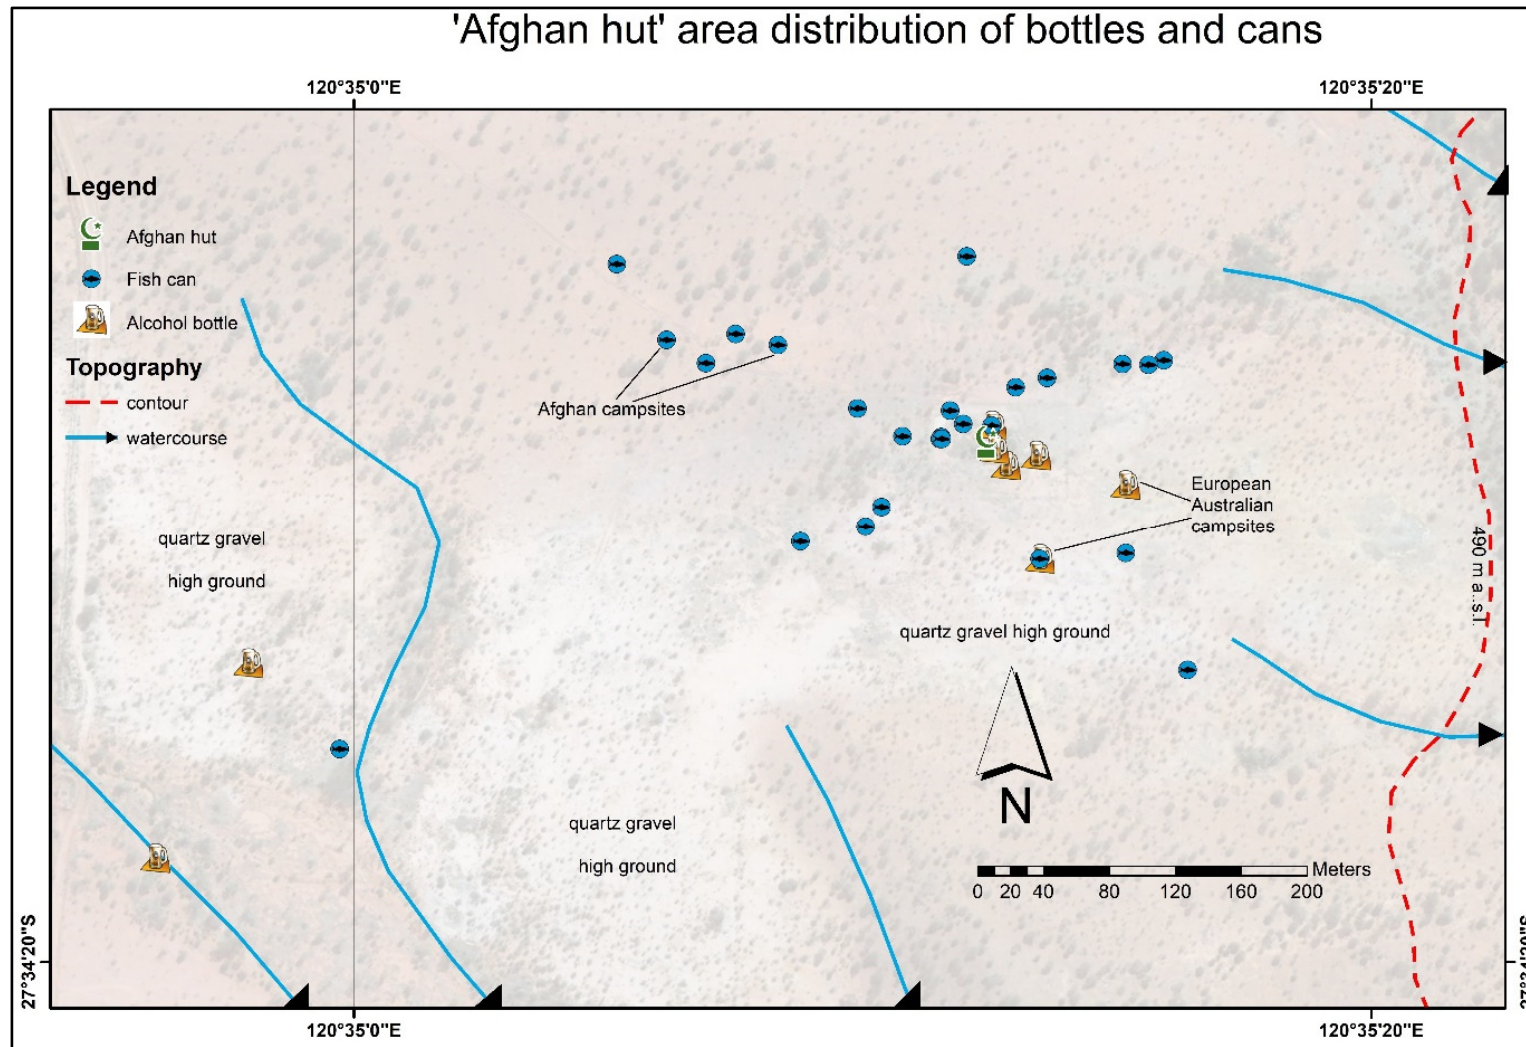 'Afghan hut' area distribution of bottles and cans
120°35'0"E
120°35'20"E
Legend
Afghan hut
Fish can
Alcohol bottle
Topography
contour
watercourse
Afghan campsites
European
Australian
campsites
quartz gravel
high ground
490 m a..s.l.
quartz gravel high ground
N
quartz gravel
high ground
Meters
0 20 40 80 120 160 200
27°34'20"S
27°34'20"S
120°35'0"E
120°35'20"E